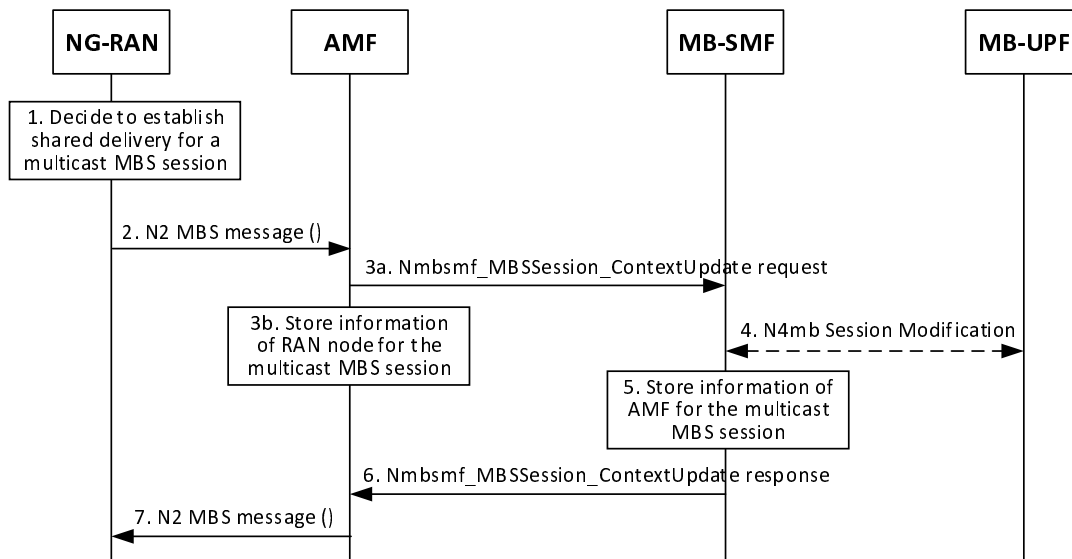 NG-RAN
AMF
MB-SMF
MB-UPF
1. Decide to establish
shared delivery for a
multicast MBS session
2. N2 MBS message ()
3a. Nmbsmf_MBSSession_ContextUpdate request
3b. Store information
of RAN node for the
multicast MBS session
4. N4mb Session Modification
5. Store information of
AMF for the multicast
MBS session
6. Nmbsmf_MBSSession_ContextUpdate response
7. N2 MBS message ()